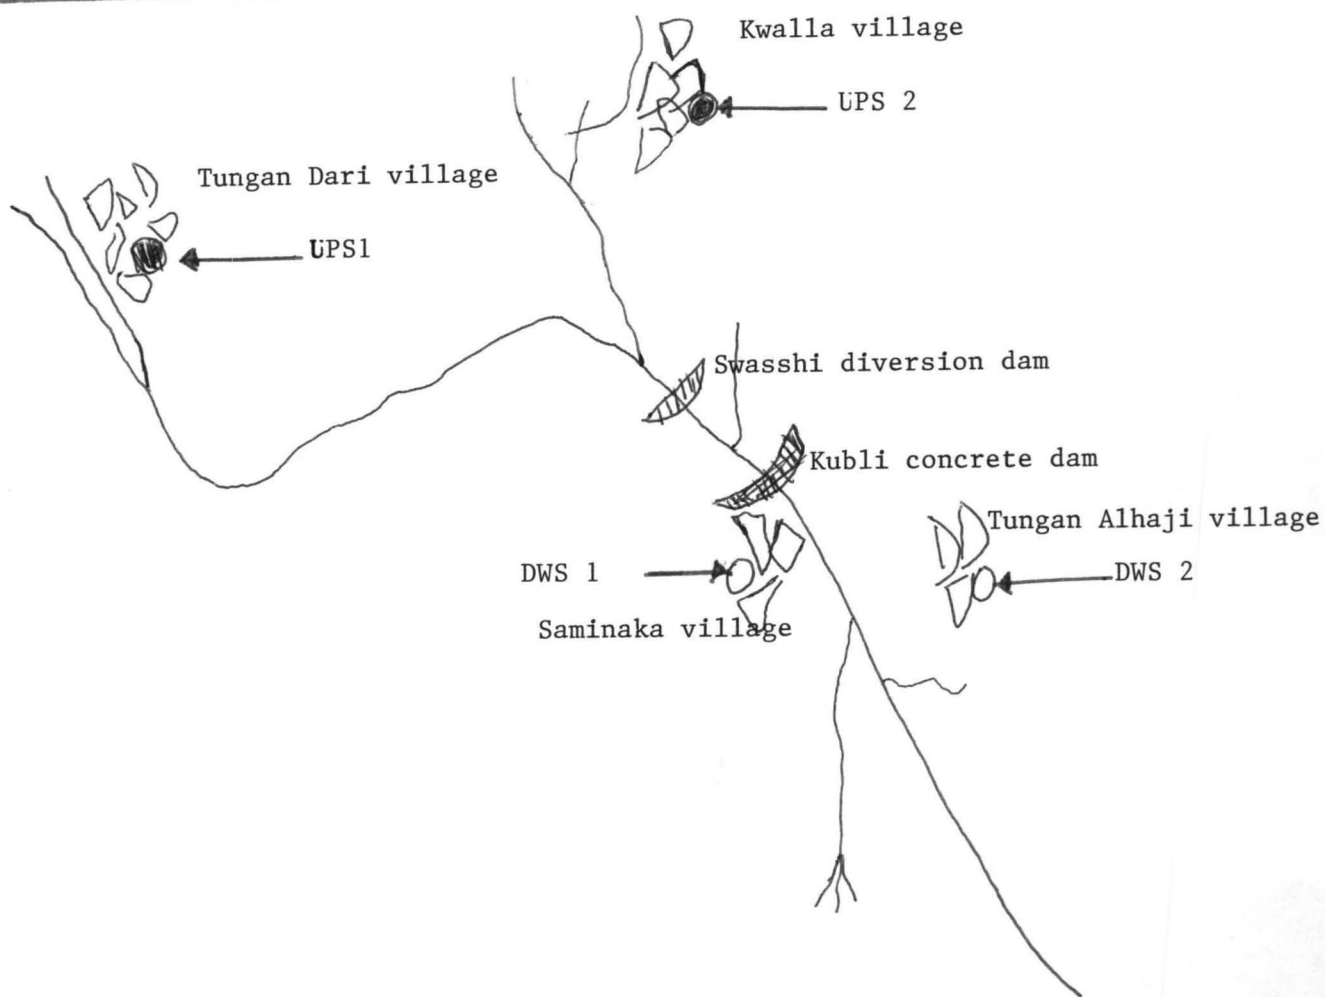 Kwalla village
UPS 2
Tungan Dari village
UPS1
Swasshi diversion dam
Kubli concrete dam
Tungan Alhaji village
DWS 1
DWS 2
Saminaka village